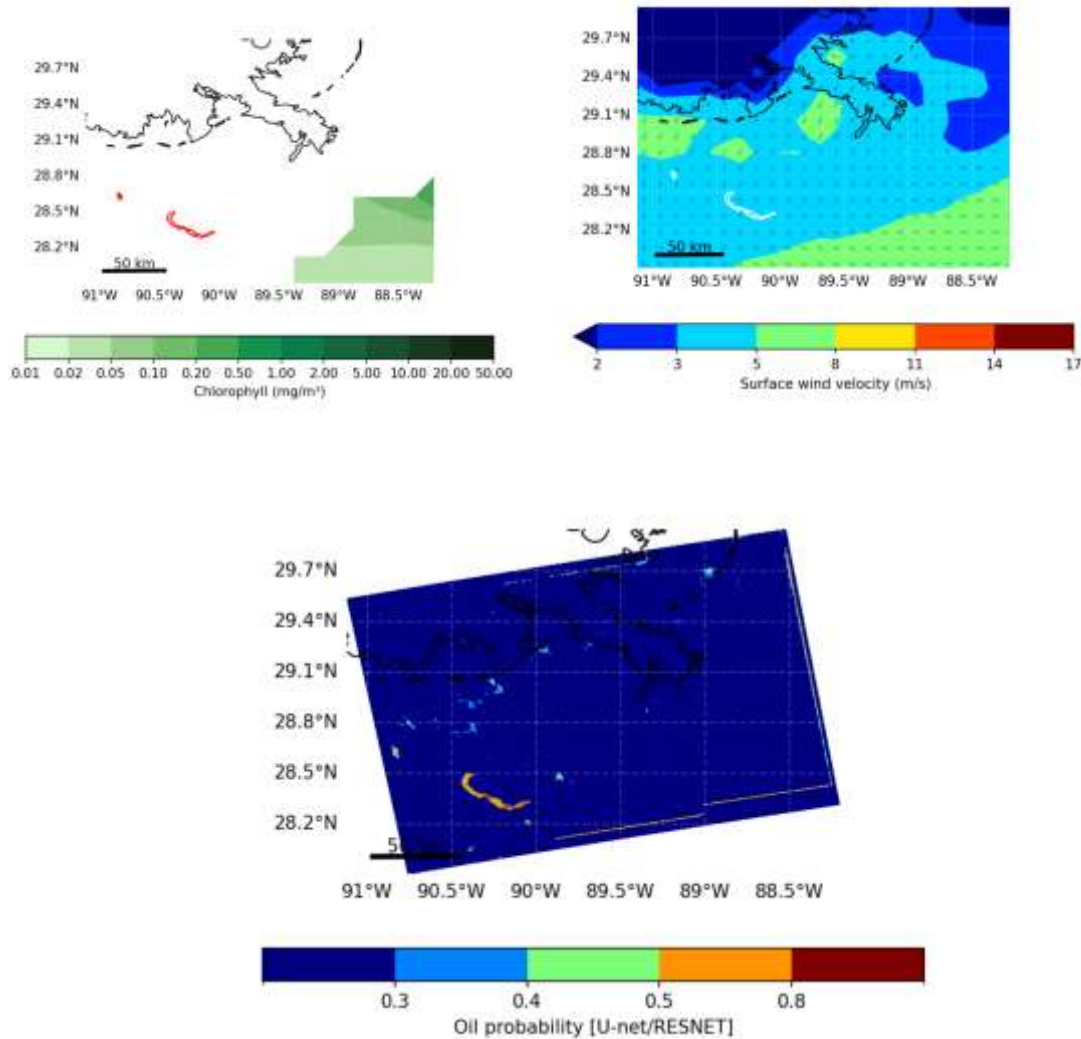 29.7°N
29.4°N
29.1°N
28.8°N
28.5°N
28.2°N
50 km
91°W 90.5°W 90°W 89.5°W 89°W 88.5°W
0.01 0.02 0.05 0.10 0.20 0.50 1.00 2.00 5.00 10.00 20.00 50.00
Chlorophyll (mg/m³)
29.7°N
29.4°N
29.1°N
28.8°N
28.5°N
28.2°N
50 km
91°W 90.5°W 90°W 89.5°W 89°W 88.5°W
2 3 5 8 11 14 17
Surface wind velocity (m/s)
29.7°N
29.4°N
29.1°N
28.8°N
28.5°N
28.2°N
91°W 90.5°W 90°W 89.5°W 89°W 88.5°W
0.3 0.4 0.5 0.8
Oil probability [U-net/RESNET]